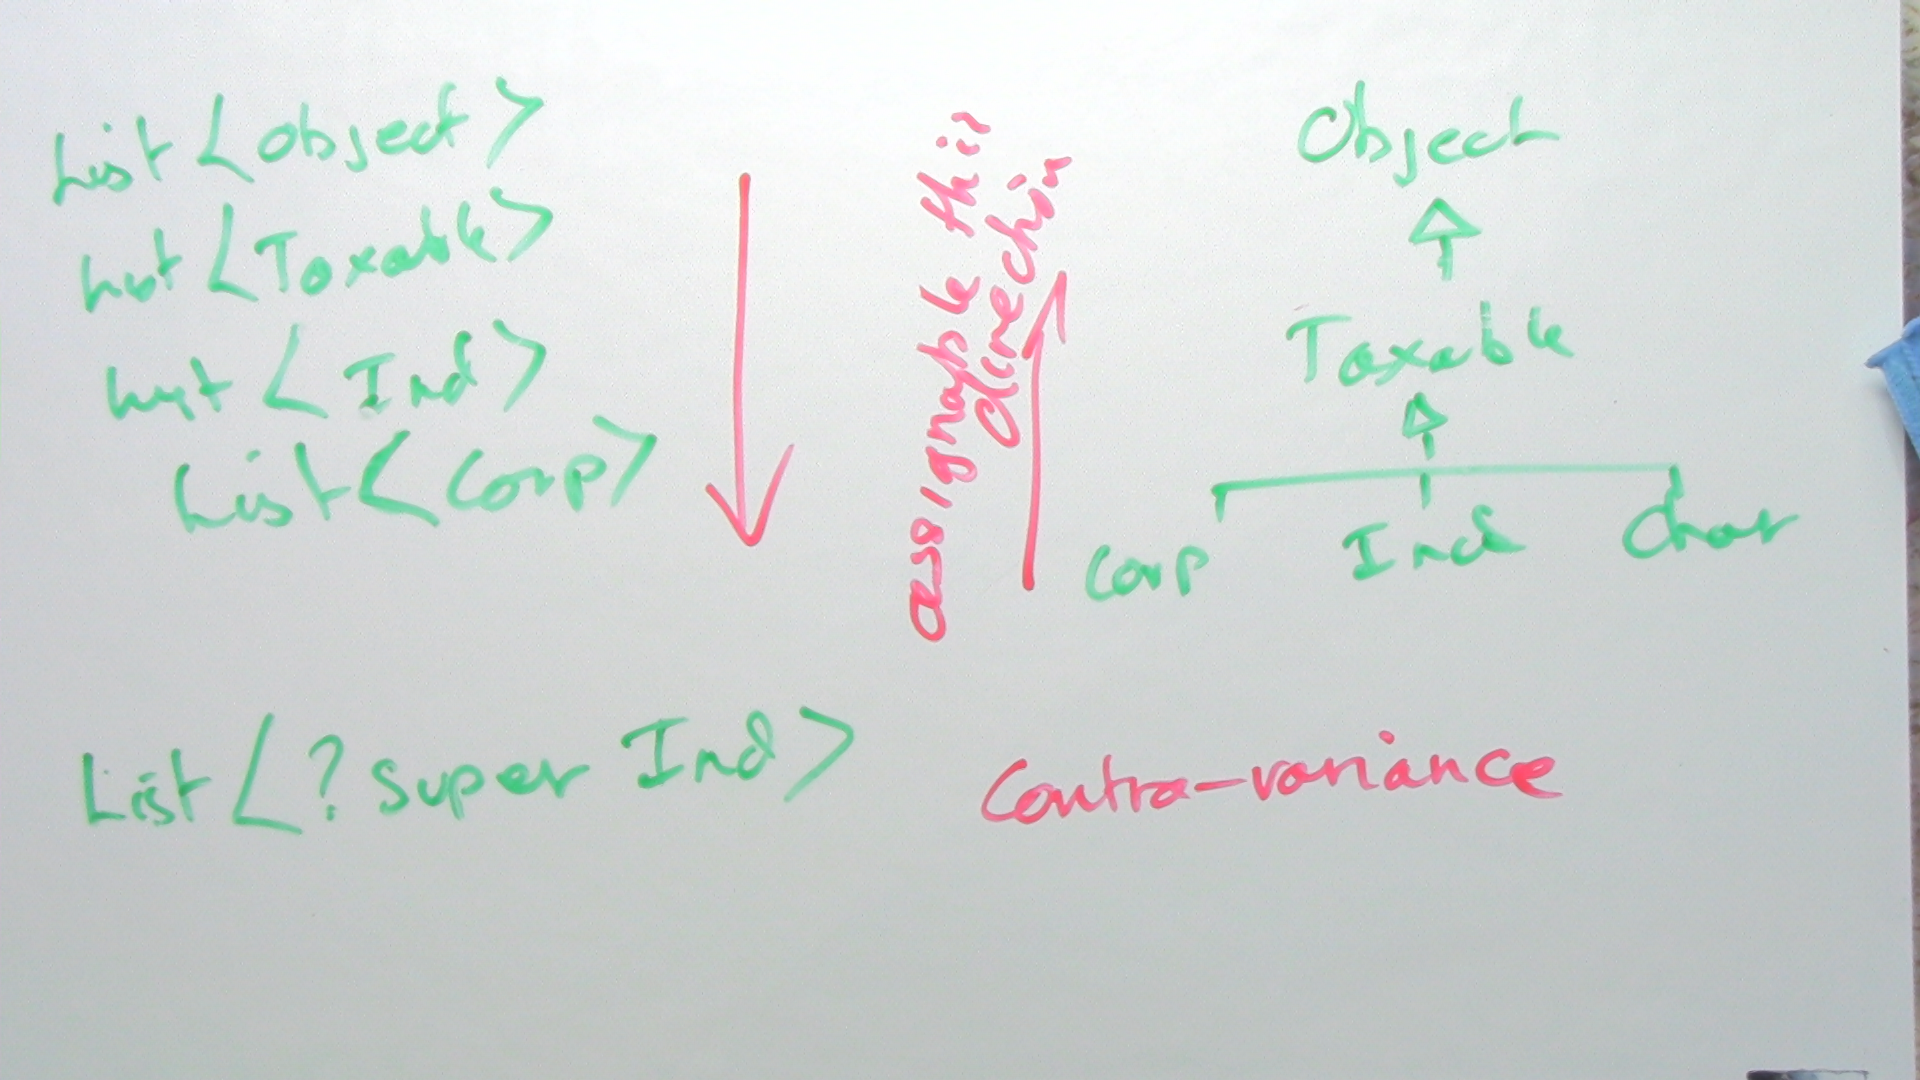 List <Object>
List <Taxable>
List <Ind>
List <Corp>
assignable this
direction
Object
Taxable
Corp Ind Char
List <? super Ind>
Contra-variance